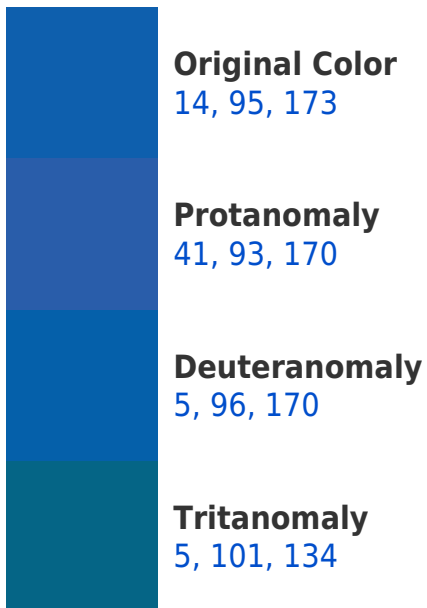 Original Color
14, 95, 173
Protanomaly
41, 93, 170
Deuteranomaly
5, 96, 170
Tritanomaly
5, 101, 134